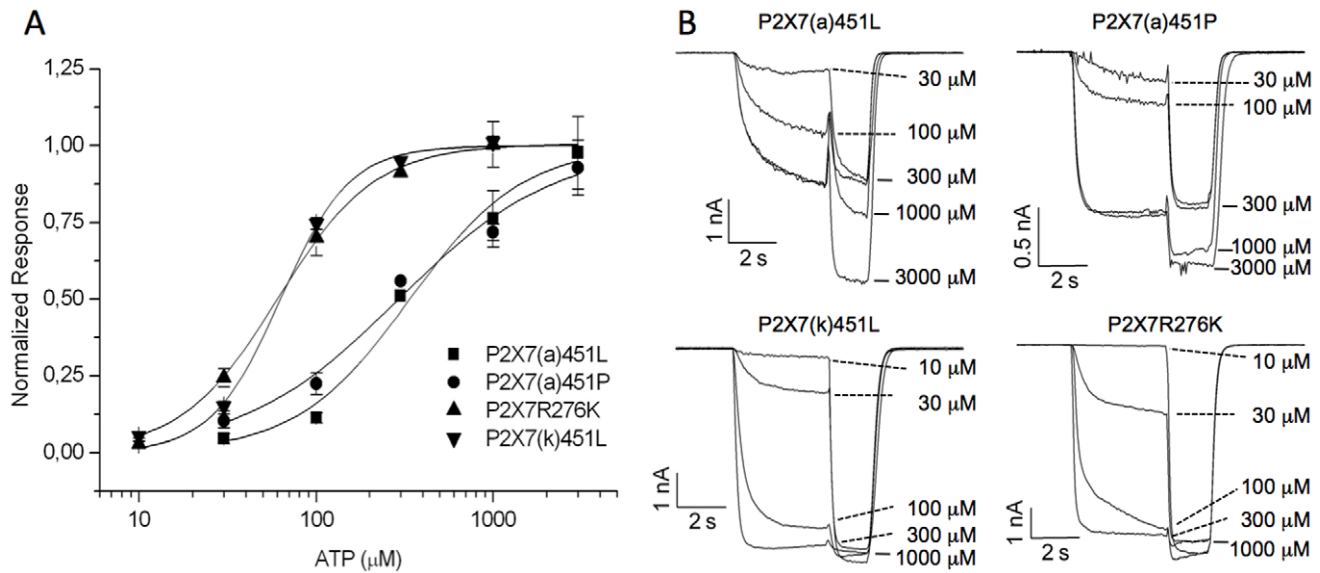 A
Normalized Response
1,25
1,00
0,75
0,50
0,25
0,00
10
100
1000
ATP (μM)
P2X7(a)451L
P2X7(a)451P
P2X7R276K
P2X7(k)451L
B
P2X7(a)451L
30 μM
100 μM
300 μM
1000 μM
3000 μM
1 nA
2 s
P2X7(a)451P
30 μM
100 μM
300 μM
1000 μM
3000 μM
0.5 nA
2 s
P2X7(k)451L
10 μM
30 μM
100 μM
300 μM
1000 μM
1 nA
2 s
P2X7R276K
10 μM
30 μM
100 μM
300 μM
1000 μM
1 nA
2 s